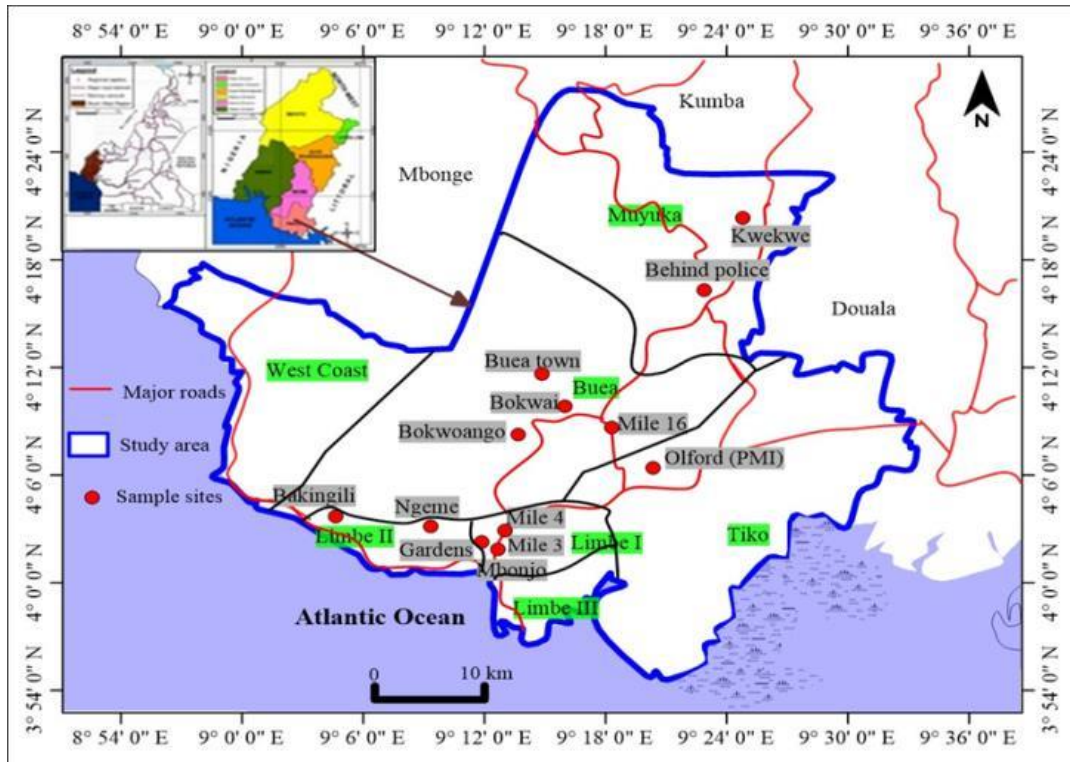 8° 54' 0" E
9° 0' 0" E
9° 6' 0" E
9° 12' 0" E
9° 18' 0" E
9° 24' 0" E
9° 30' 0" E
9° 36' 0" E
4° 24' 0" N
4° 18' 0" N
4° 12' 0" N
4° 6' 0" N
4° 0' 0" N
3° 54' 0" N
4° 24' 0" N
4° 18' 0" N
4° 12' 0" N
4° 6' 0" N
4° 0' 0" N
3° 54' 0" N
Legend
NIGERIA
LITTORAL
N
Kumba
Mbonge
Muyuka
Kwekwe
Behind police
Douala
Buea town
West Coast
Buea
Bokwai
Major roads
Mile 16
Bokwoango
Study area
Olford (PMI)
Sample sites
Bakingili
Ngeme
Mile 4
Limbe II
Gardens
Mile 3
Limbe I
Tiko
Mbonjo
Limbe III
Atlantic Ocean
0
10 km
8° 54' 0" E
9° 0' 0" E
9° 6' 0" E
9° 12' 0" E
9° 18' 0" E
9° 24' 0" E
9° 30' 0" E
9° 36' 0" E